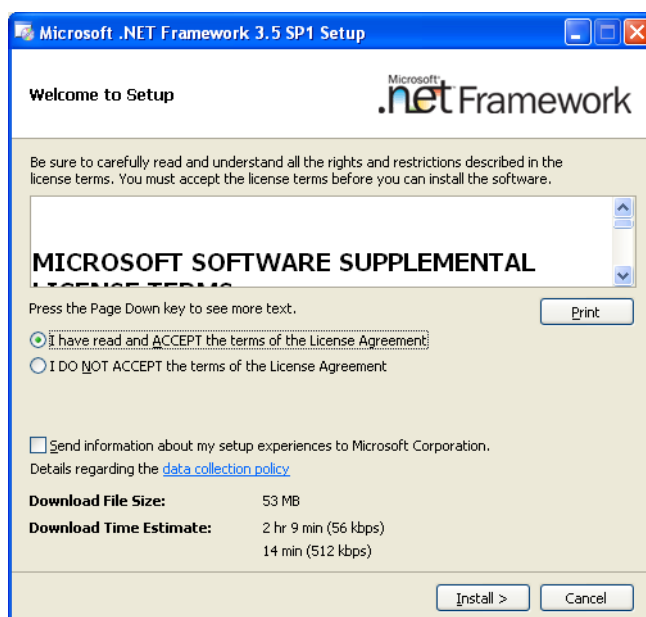 Microsoft .NET Framework 3.5 SP1 Setup
Welcome to Setup
Microsoft
.net Framework
Be sure to carefully read and understand all the rights and restrictions described in the
license terms. You must accept the license terms before you can install the software.
MICROSOFT SOFTWARE SUPPLEMENTAL
LICENSE TERMS
Press the Page Down key to see more text.
Print
I have read and ACCEPT the terms of the License Agreement
I DO NOT ACCEPT the terms of the License Agreement
Send information about my setup experiences to Microsoft Corporation.
Details regarding the data collection policy
Download File Size: 53 MB
Download Time Estimate: 2 hr 9 min (56 kbps)
14 min (512 kbps)
Install > Cancel